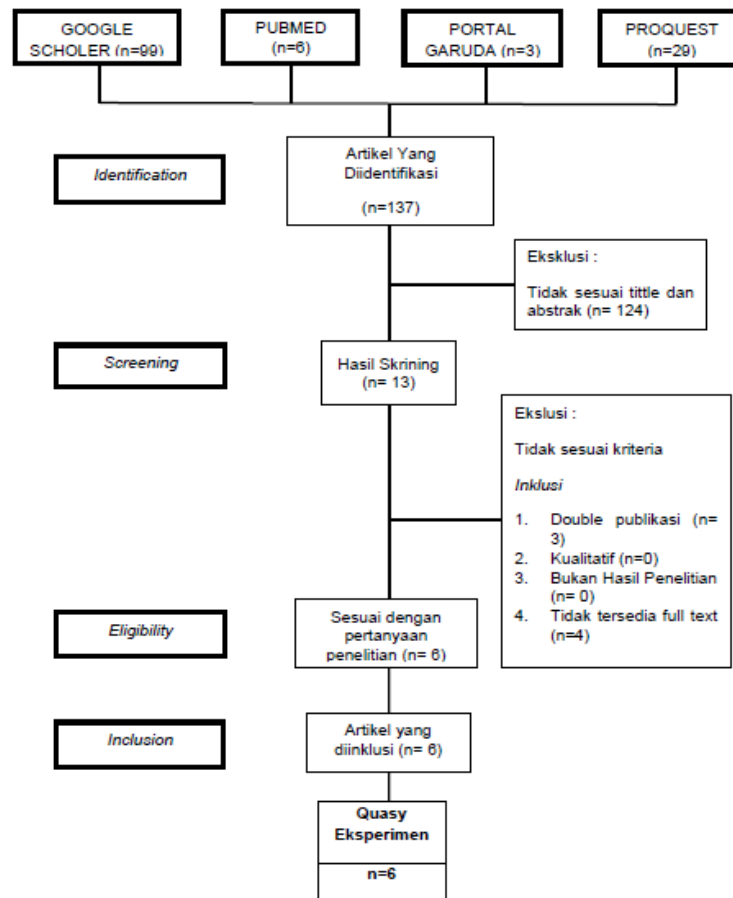 GOOGLE
SCHOLER (n=99)
PUBMED
(n=6)
PORTAL
GARUDA (n=3)
PROQUEST
(n=29)
Identification
Artikel Yang
Diidentifikasi
(n=137)
Eksklusi :
Tidak sesuai tittle dan
abstrak (n= 124)
Screening
Hasil Skrining
(n= 13)
Ekslusi :
Tidak sesuai kriteria
Inklusi
1. Double publikasi (n=
3)
2. Kualitatif (n=0)
3. Bukan Hasil Penelitian
(n= 0)
4. Tidak tersedia full text
(n=4)
Eligibility
Sesuai dengan
pertanyaan
penelitian (n= 6)
Inclusion
Artikel yang
diinklusi (n= 6)
Quasy
Eksperimen
n=6